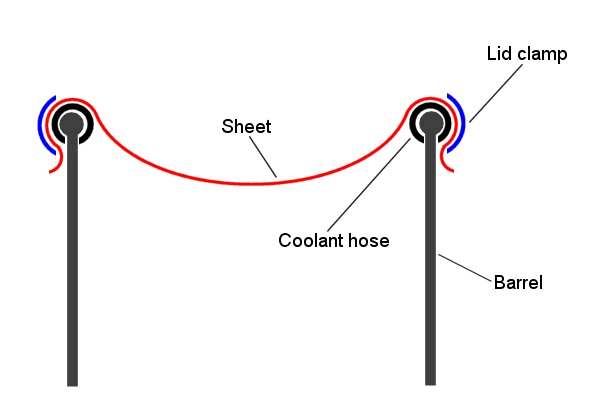 Lid clamp
Sheet
Coolant hose
Barrel